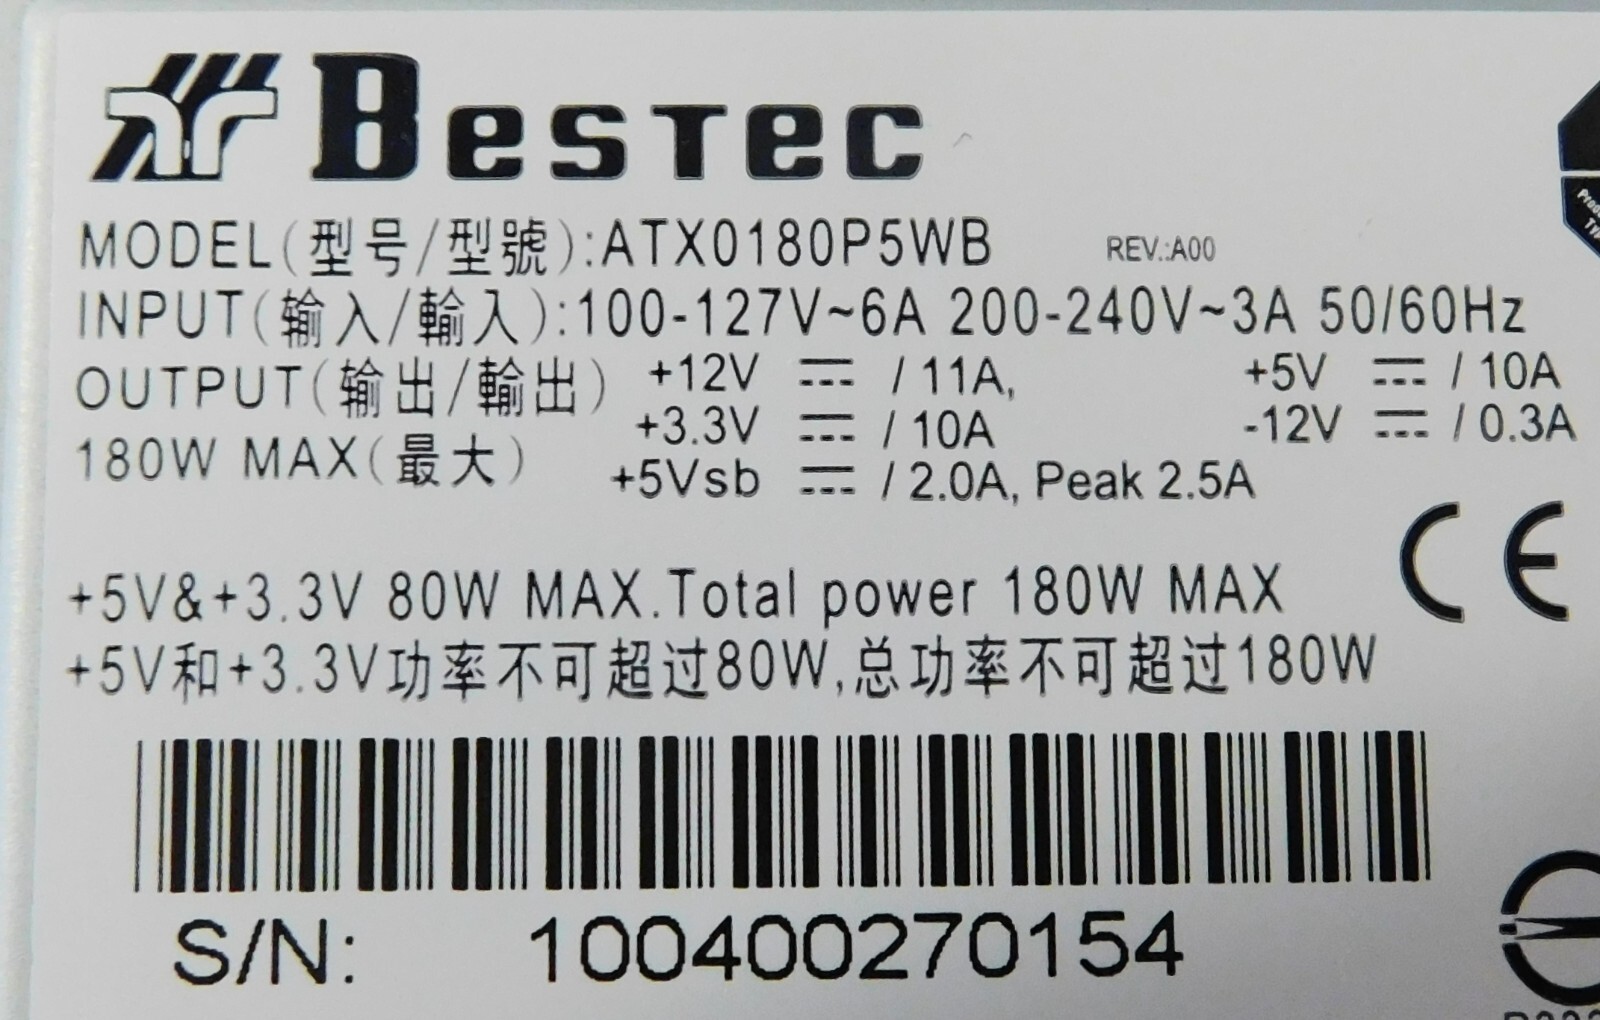 Bestec
MODEL(型号/型號):ATX0180P5WB REV.:A00
INPUT(输入/輸入):100-127V~6A 200-240V~3A 50/60Hz
OUTPUT(输出/輸出) +12V ⎓ / 11A, +5V ⎓ / 10A
+3.3V ⎓ / 10A -12V ⎓ / 0.3A
180W MAX(最大) +5Vsb ⎓ / 2.0A, Peak 2.5A
CE
+5V&+3.3V 80W MAX.Total power 180W MAX
+5V和+3.3V功率不可超过80W,总功率不可超过180W
S/N: 100400270154